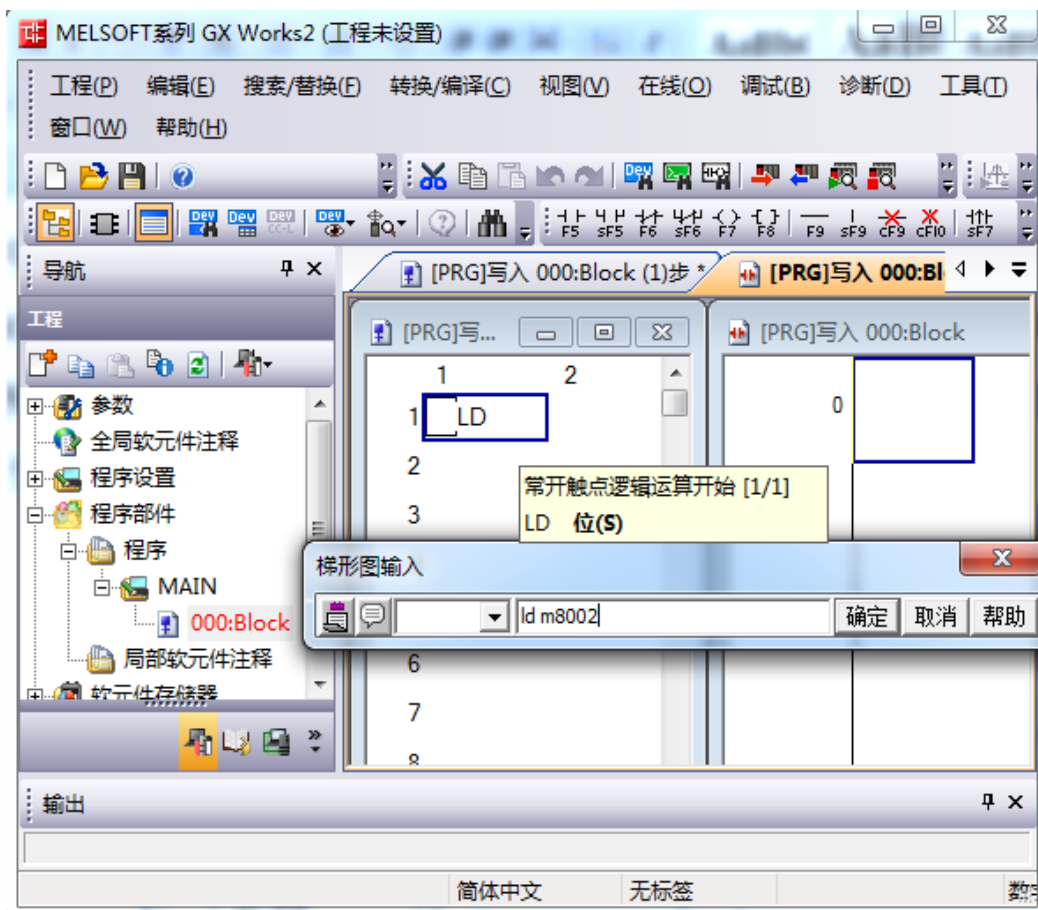 MELSOFT系列 GX Works2 (工程未设置)
工程(P) 编辑(E) 搜索/替换(F) 转换/编译(C) 视图(V) 在线(O) 调试(B) 诊断(D) 工具(T)
窗口(W) 帮助(H)
F5 sF5 F6 sF6 F7 F8 F9 sF9 cF9 cF10 sF7
导航
[PRG]写入 000:Block (1)步 *
[PRG]写入 000:Bl
工程
[PRG]写...
[PRG]写入 000:Block
参数
全局软元件注释
程序设置
程序部件
程序
MAIN
000:Block
局部软元件注释
软元件存储器
1 2
1 LD
2
3
6
7
8
0
常开触点逻辑运算开始 [1/1]
LD 位(S)
梯形图输入
ld m8002
确定 取消 帮助
输出
简体中文 无标签